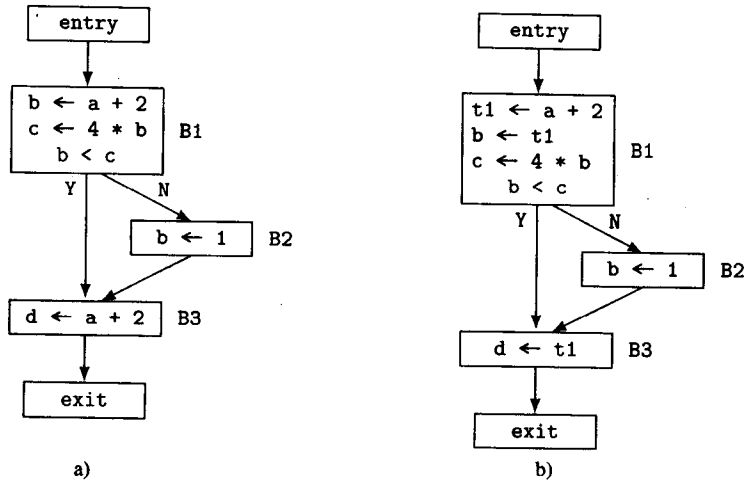 entry
b ← a + 2
c ← 4 * b
b < c
B1
Y
N
b ← 1
B2
d ← a + 2
B3
exit
a)
entry
t1 ← a + 2
b ← t1
c ← 4 * b
b < c
B1
Y
N
b ← 1
B2
d ← t1
B3
exit
b)